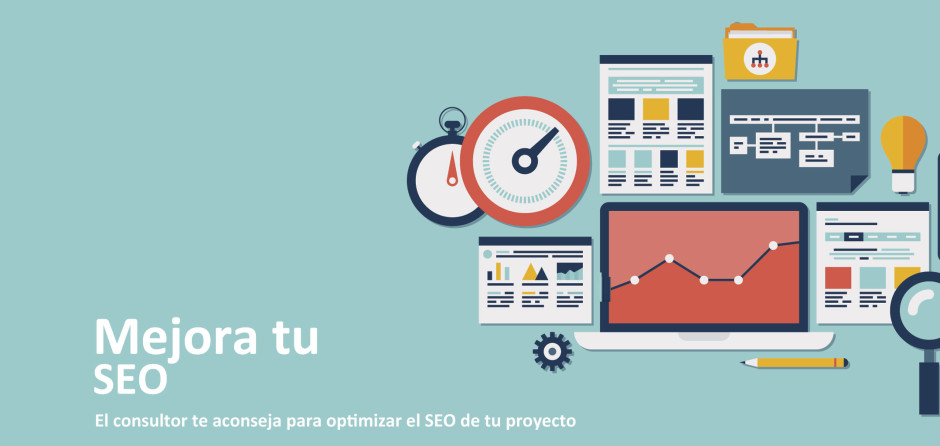 Mejora tu
SEO
El consultor te aconseja para optimizar el SEO de tu proyecto